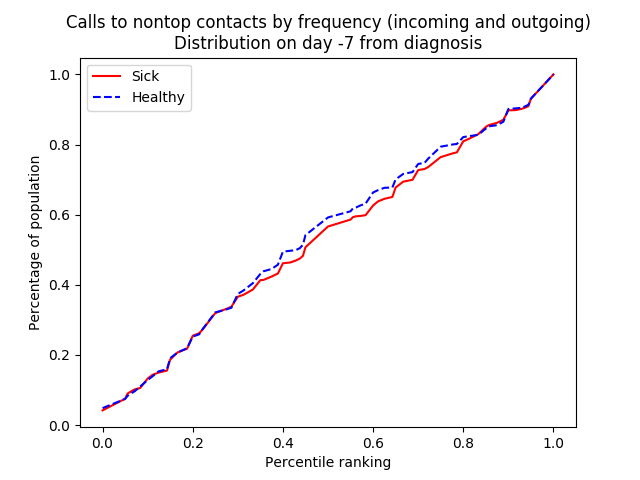 Calls to nontop contacts by frequency (incoming and outgoing)
Distribution on day -7 from diagnosis
Sick
Healthy
Percentage of population
1.0
0.8
0.6
0.4
0.2
0.0
0.0 0.2 0.4 0.6 0.8 1.0
Percentile ranking